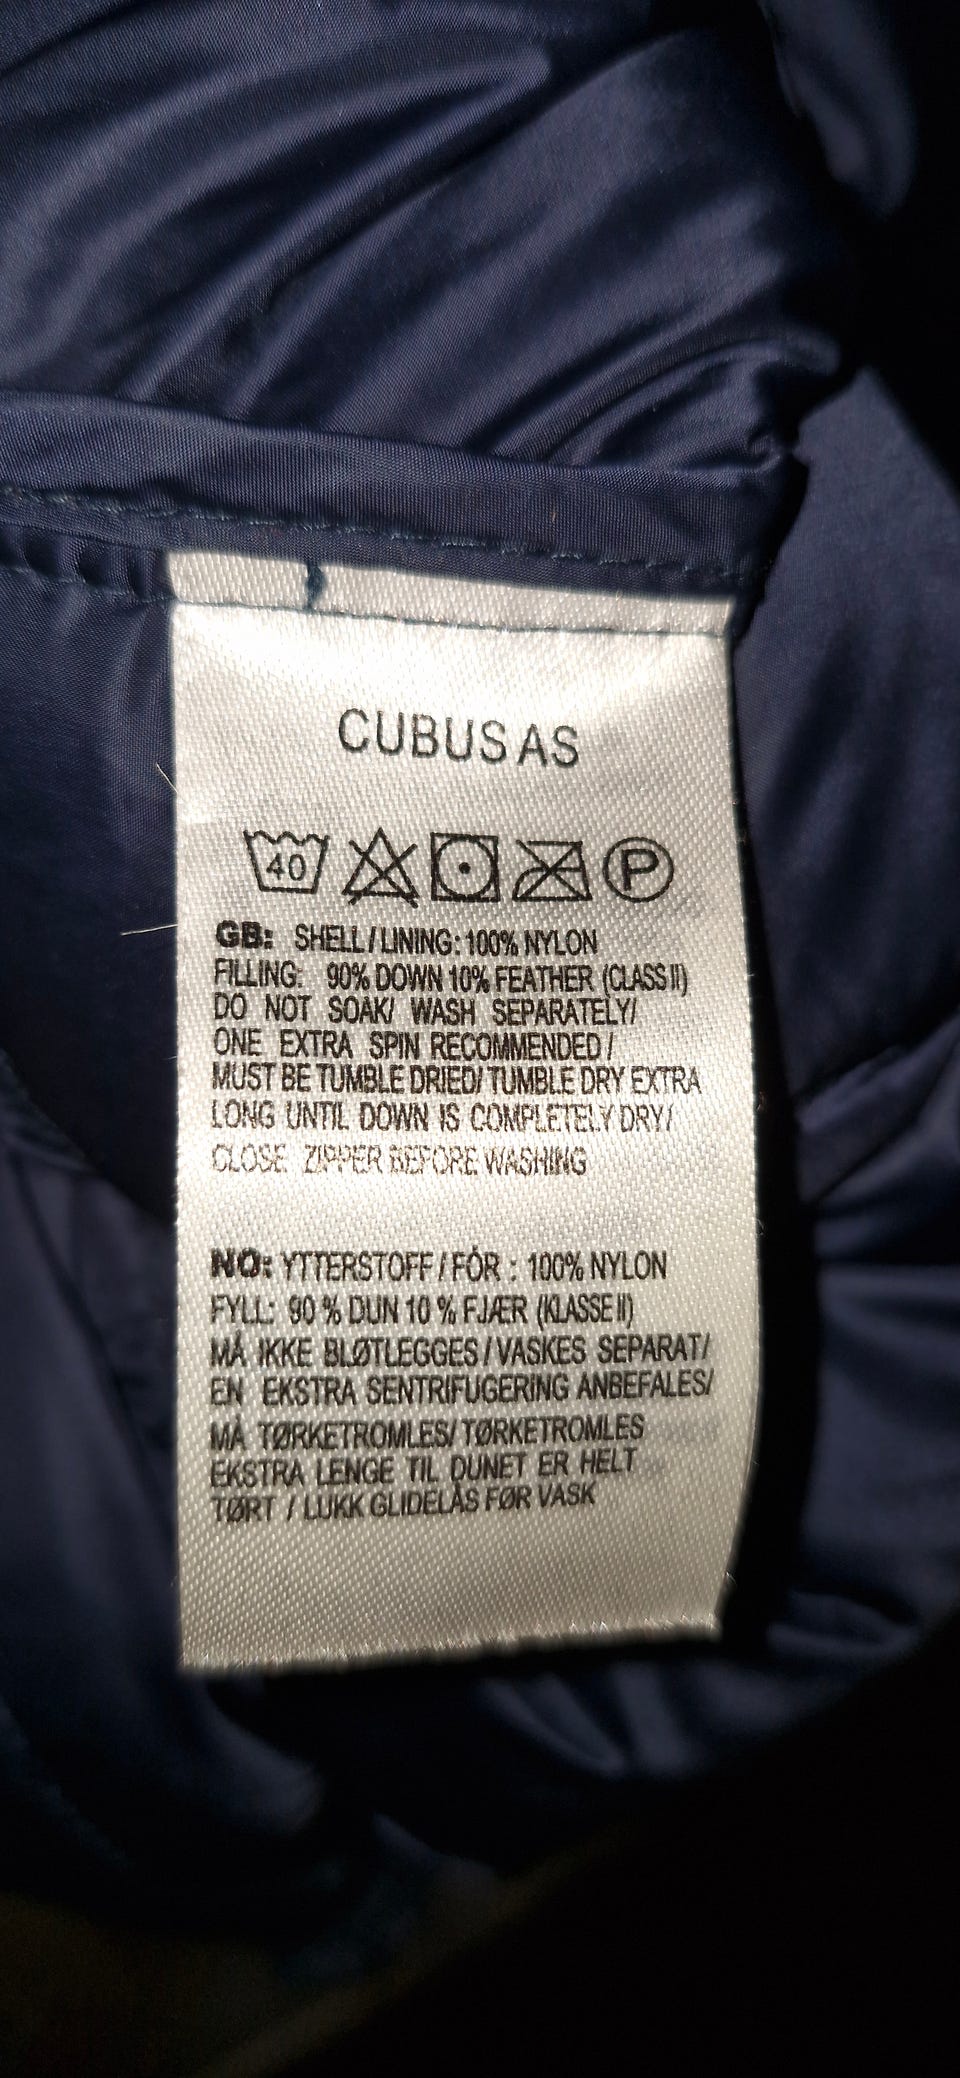 CUBUS AS
40 P
GB: SHELL / LINING: 100% NYLON
FILLING: 90% DOWN 10% FEATHER (CLASS II)
DO NOT SOAK/ WASH SEPARATELY/
ONE EXTRA SPIN RECOMMENDED /
MUST BE TUMBLE DRIED/ TUMBLE DRY EXTRA
LONG UNTIL DOWN IS COMPLETELY DRY/
CLOSE ZIPPER BEFORE WASHING
NO: YTTERSTOFF / FÓR : 100% NYLON
FYLL: 90 % DUN 10 % FJÆR (KLASSE II)
MÅ IKKE BLØTLEGGES / VASKES SEPARAT/
EN EKSTRA SENTRIFUGERING ANBEFALES/
MÅ TØRKETROMLES/ TØRKETROMLES
EKSTRA LENGE TIL DUNET ER HELT
TØRT / LUKK GLIDELÅS FØR VASK